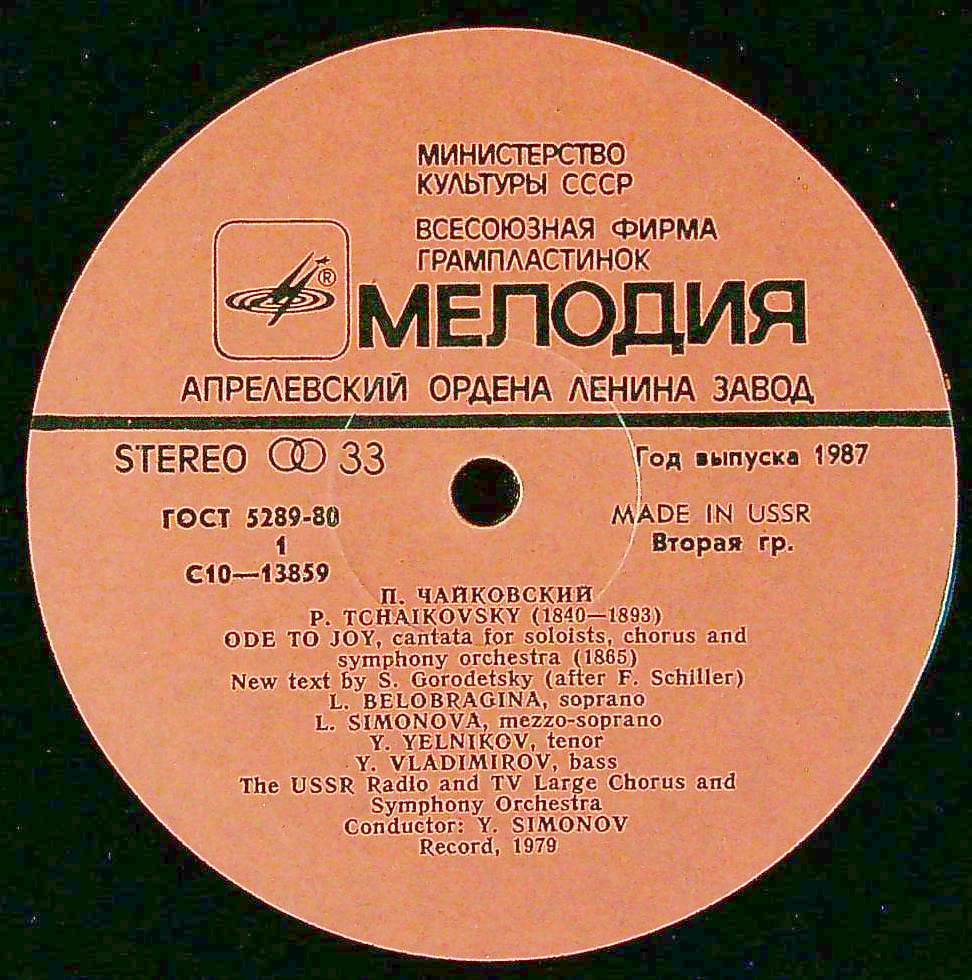 МИНИСТЕРСТВО
КУЛЬТУРЫ СССР
ВСЕСОЮЗНАЯ ФИРМА
ГРАМПЛАСТИНОК
®
МЕЛОДИЯ
АПРЕЛЕВСКИЙ ОРДЕНА ЛЕНИНА ЗАВОД
STEREO 33
Год выпуска 1987
ГОСТ 5289-80
MADE IN USSR
1
Вторая гр.
С10—13859
П. ЧАЙКОВСКИЙ
P. TCHAIKOVSKY (1840—1893)
ODE TO JOY, cantata for soloists, chorus and
symphony orchestra (1865)
New text by S. Gorodetsky (after F. Schiller)
L. BELOBRAGINA, soprano
L. SIMONOVA, mezzo-soprano
Y. YELNIKOV, tenor
Y. VLADIMIROV, bass
The USSR Radio and TV Large Chorus and
Symphony Orchestra
Conductor: Y. SIMONOV
Record, 1979